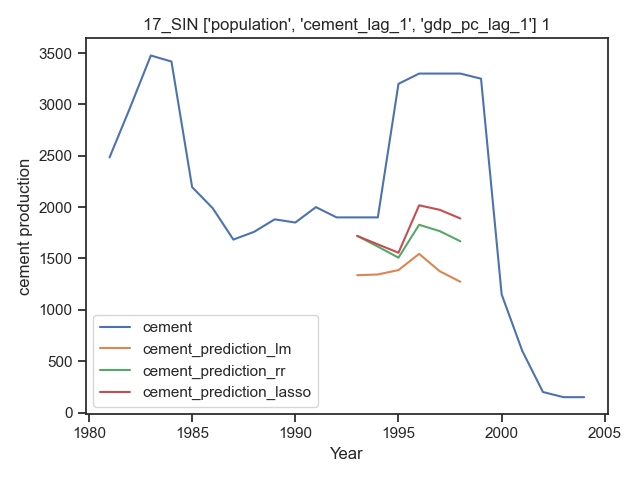 17_SIN ['population', 'cement_lag_1', 'gdp_pc_lag_1'] 1
cement production
3500
3000
2500
2000
1500
1000
500
0
cement
cement_prediction_lm
cement_prediction_rr
cement_prediction_lasso
1980 1985 1990 1995 2000 2005
Year